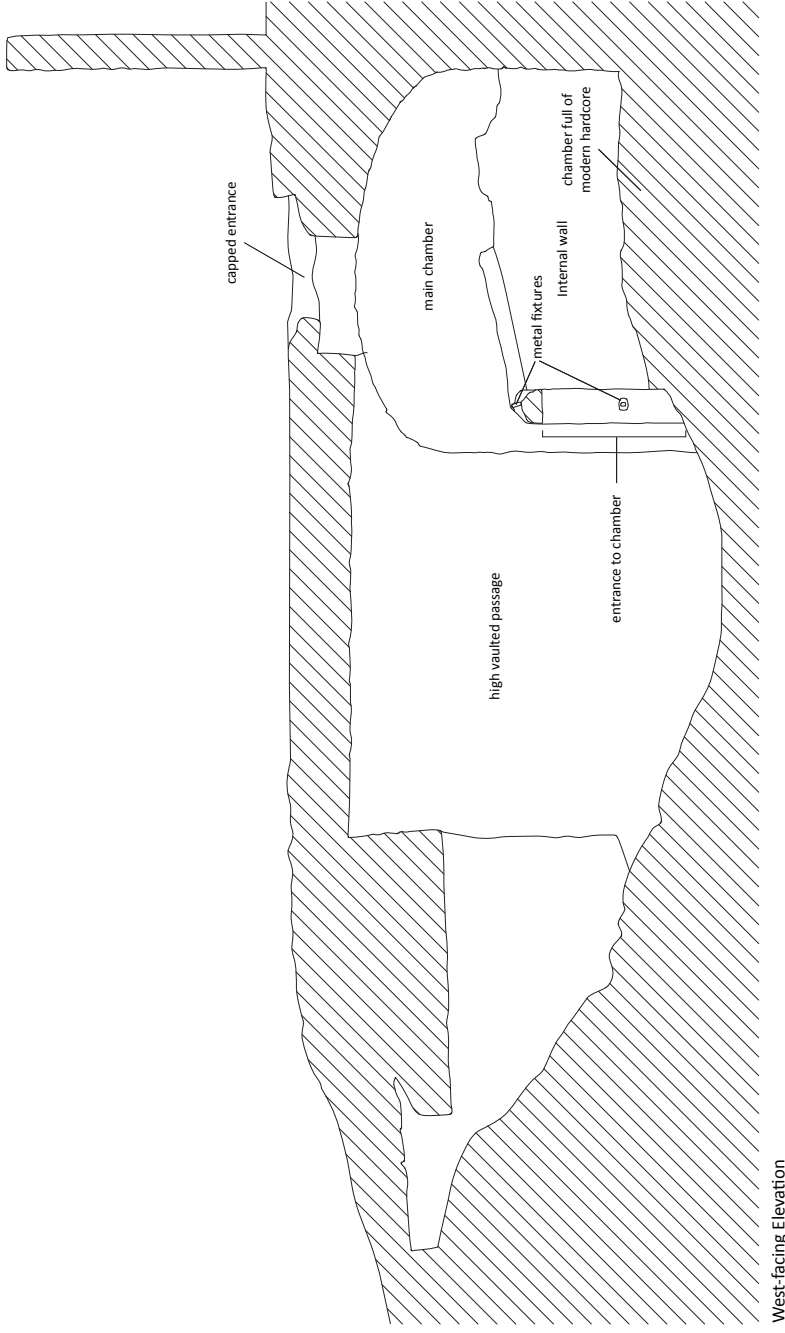 capped entrance
main chamber
metal fixtures
Internal wall
chamber full of
modern hardcore
high vaulted passage
entrance to chamber
West-facing Elevation